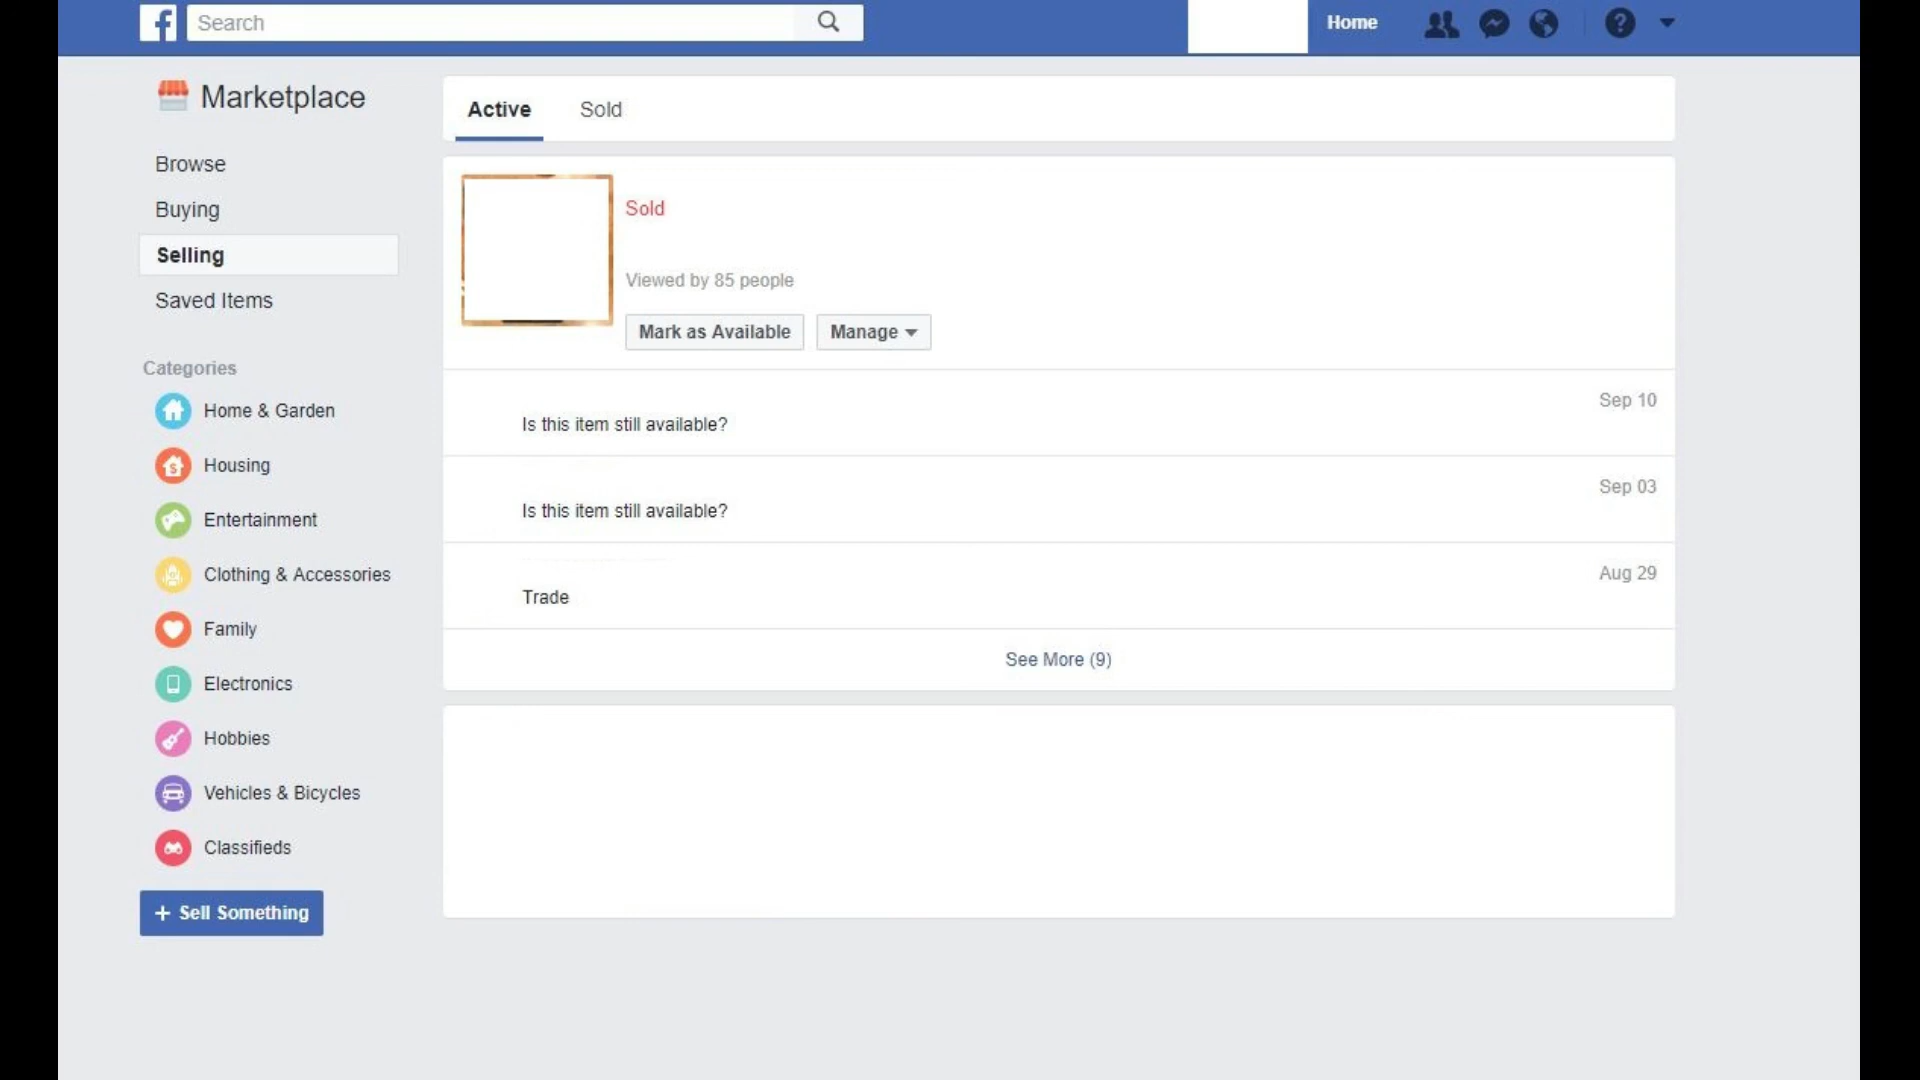 Search
Home
Marketplace
Browse
Buying
Selling
Saved Items
Categories
Home & Garden
Housing
Entertainment
Clothing & Accessories
Family
Electronics
Hobbies
Vehicles & Bicycles
Classifieds
+ Sell Something
Active Sold
Sold
Viewed by 85 people
Mark as Available Manage
Sep 10
Is this item still available?
Sep 03
Is this item still available?
Aug 29
Trade
See More (9)